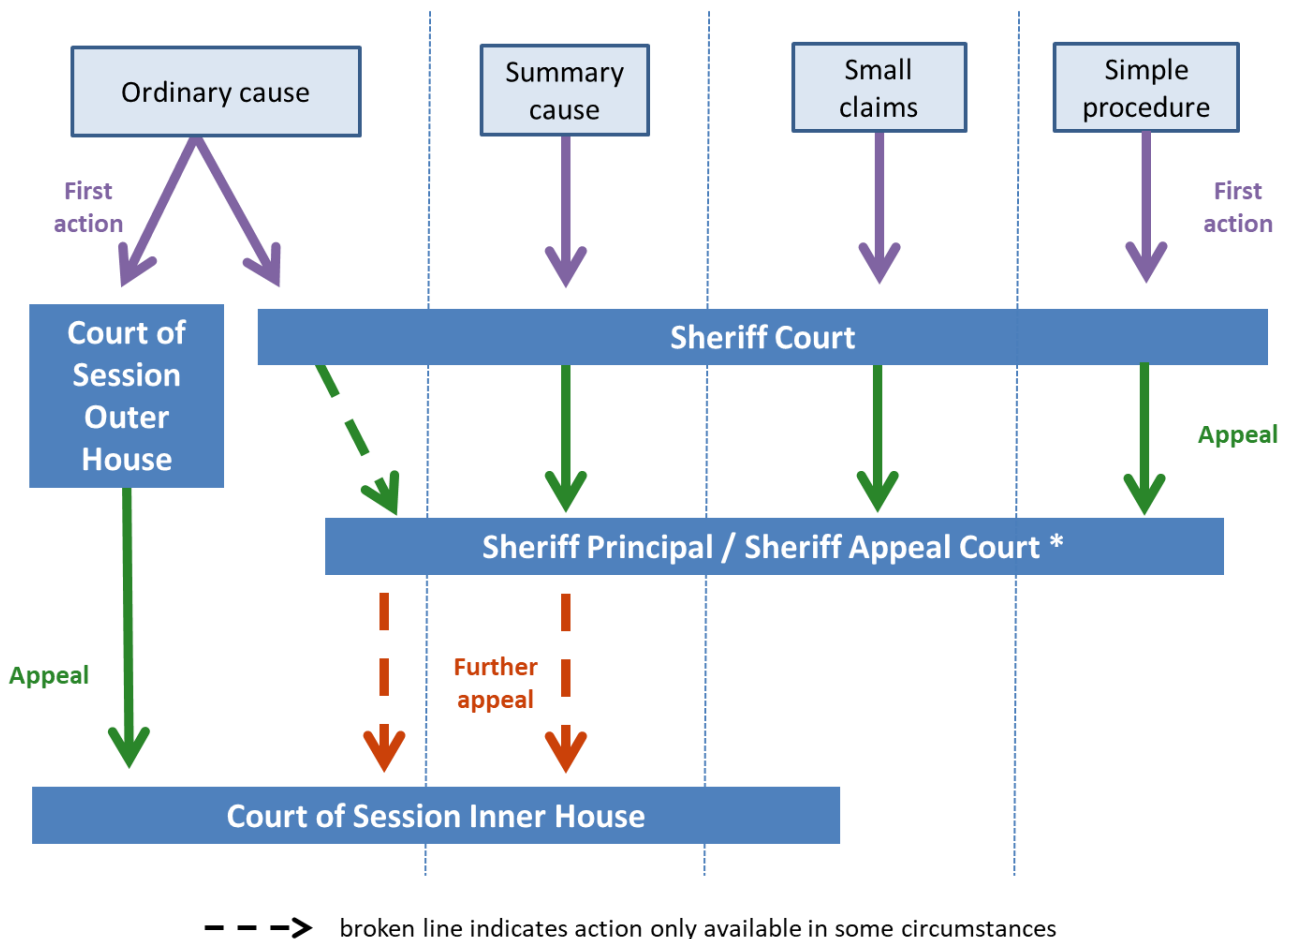 Ordinary cause
Summary
cause
Small
claims
Simple
procedure
First
action
First
action
Court of
Session
Outer
House
Sheriff Court
Appeal
Sheriff Principal / Sheriff Appeal Court *
Appeal
Further
appeal
Court of Session Inner House
broken line indicates action only available in some circumstances